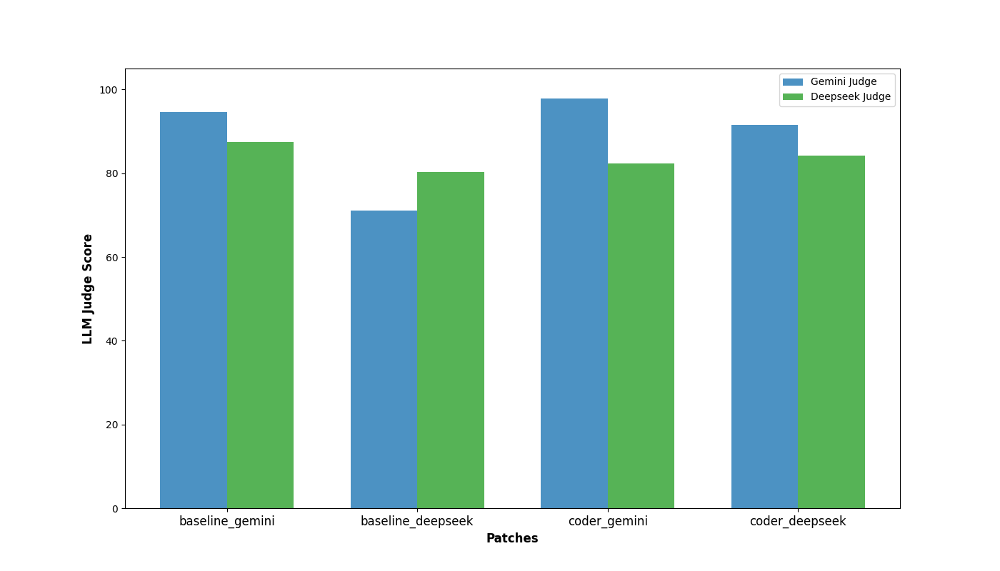 Gemini Judge
Deepseek Judge
100
80
60
40
20
0
LLM Judge Score
baseline_gemini baseline_deepseek coder_gemini coder_deepseek
Patches